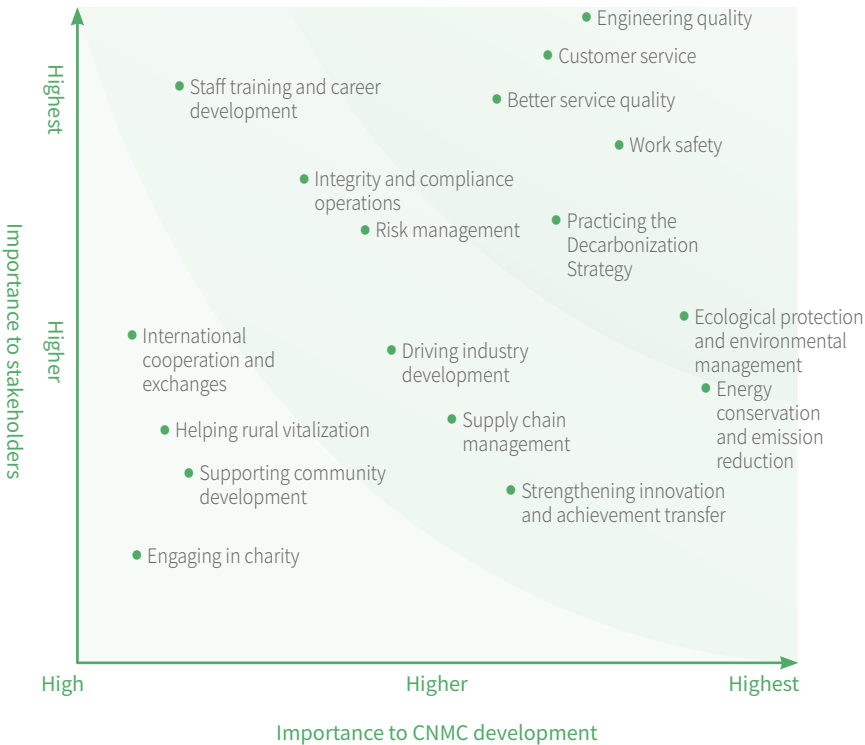 Engineering quality
Customer service
Highest
Staff training and career
development
Better service quality
Work safety
Integrity and compliance
operations
Risk management
Practicing the
Decarbonization
Strategy
Importance to stakeholders
Higher
International
cooperation and
exchanges
Driving industry
development
Ecological protection
and environmental
management
Energy
conservation
and emission
reduction
Helping rural vitalization
Supply chain
management
Supporting community
development
Strengthening innovation
and achievement transfer
Engaging in charity
High
Higher
Highest
Importance to CNMC development